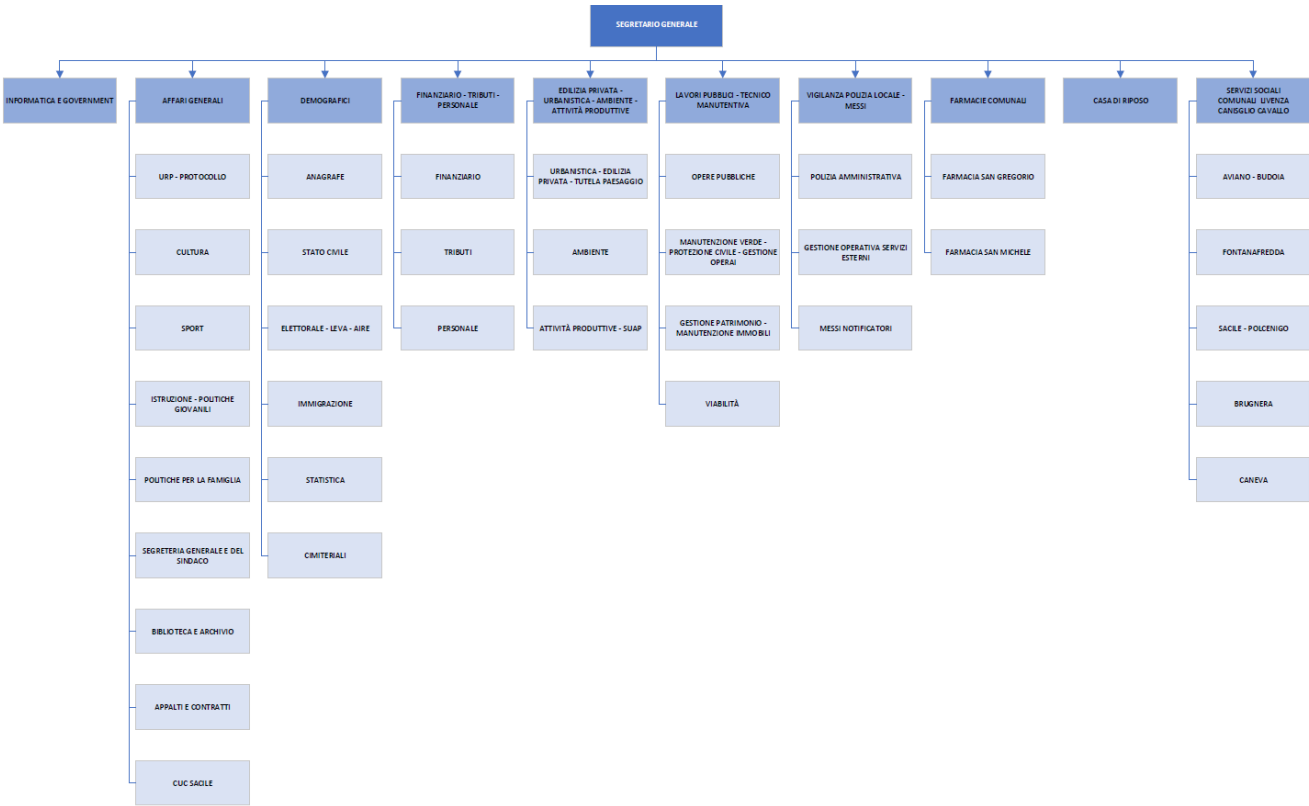 SEGRETARIO GENERALE
INFORMATICA E GOVERNMENT
AFFARI GENERALI
DEMOGRAFICI
FINANZIARIO - TRIBUTI -
PERSONALE
EDILIZIA PRIVATA -
URBANISTICA - AMBIENTE -
ATTIVITÀ PRODUTTIVE
LAVORI PUBBLICI - TECNICO
MANUTENTIVA
VIGILANZA POLIZIA LOCALE -
MESSI
FARMACIE COMUNALI
CASA DI RIPOSO
SERVIZI SOCIALI
COMUNALI LIVENZA
CANSIGLIO CAVALLO
URP - PROTOCOLLO
CULTURA
SPORT
ISTRUZIONE - POLITICHE
GIOVANILI
POLITICHE PER LA FAMIGLIA
SEGRETERIA GENERALE E DEL
SINDACO
BIBLIOTECA E ARCHIVIO
APPALTI E CONTRATTI
CUC SACILE
ANAGRAFE
STATO CIVILE
ELETTORALE - LEVA - AIRE
IMMIGRAZIONE
STATISTICA
CIMITERIALI
FINANZIARIO
TRIBUTI
PERSONALE
URBANISTICA - EDILIZIA
PRIVATA - TUTELA PAESAGGIO
AMBIENTE
ATTIVITÀ PRODUTTIVE - SUAP
OPERE PUBBLICHE
MANUTENZIONE VERDE -
PROTEZIONE CIVILE - GESTIONE
OPERAI
GESTIONE PATRIMONIO -
MANUTENZIONE IMMOBILI
VIABILITÀ
POLIZIA AMMINISTRATIVA
GESTIONE OPERATIVA SERVIZI
ESTERNI
MESSI NOTIFICATORI
FARMACIA SAN GREGORIO
FARMACIA SAN MICHELE
AVIANO - BUDOIA
FONTANAFREDDA
SACILE - POLCENIGO
BRUGNERA
CANEVA